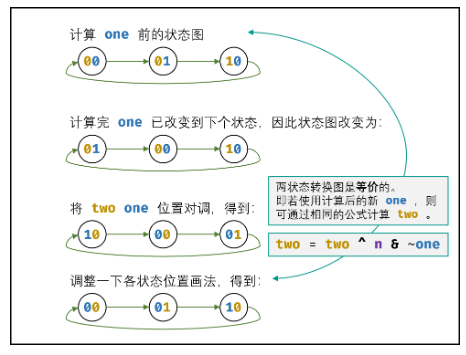 计算 one 前的状态图
00 01 10
计算完 one 已改变到下个状态，因此状态图改变为：
01 00 10
两状态转换图是等价的。
即若使用计算后的新 one ，则
可通过相同的公式计算 two 。
将 two one 位置对调，得到：
10 00 01
two = two ^ n & ~one
调整一下各状态位置画法，得到：
00 01 10